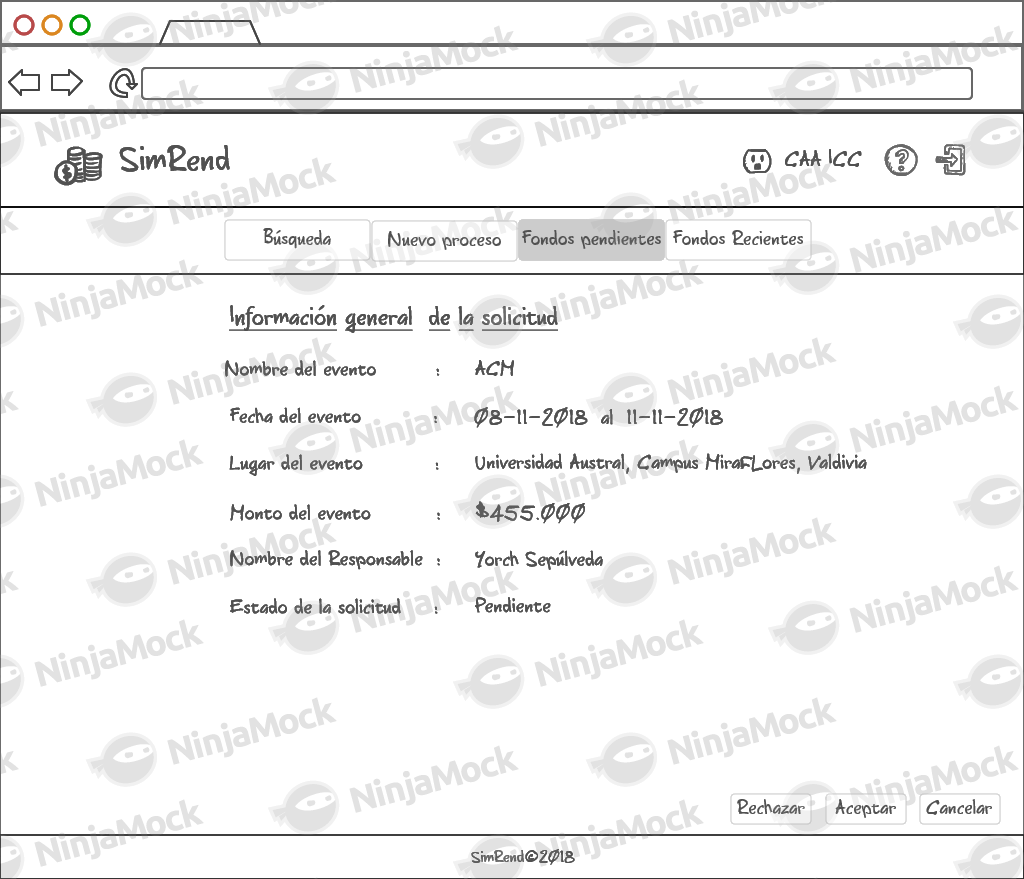 SimRend
CAA ICC
Búsqueda
Nuevo proceso
Fondos pendientes
Fondos Recientes
Información general de la solicitud
Nombre del evento : ACM
Fecha del evento : 08-11-2018 al 11-11-2018
Lugar del evento : Universidad Austral, Campus MiraFLores, Valdivia
Monto del evento : $455.000
Nombre del Responsable : Yorch Sepúlveda
Estado de la solicitud : Pendiente
Rechazar
Aceptar
Cancelar
SimRend©2018
NinjaMock